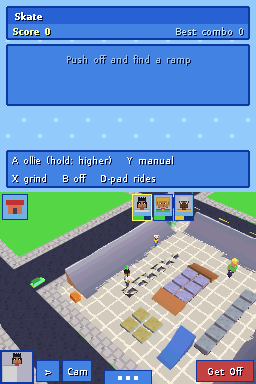 Skate
Score 0 Best combo 0
Push off and find a ramp
A ollie (hold: higher) Y manual
X grind B off D-pad rides
Cam
Get Off